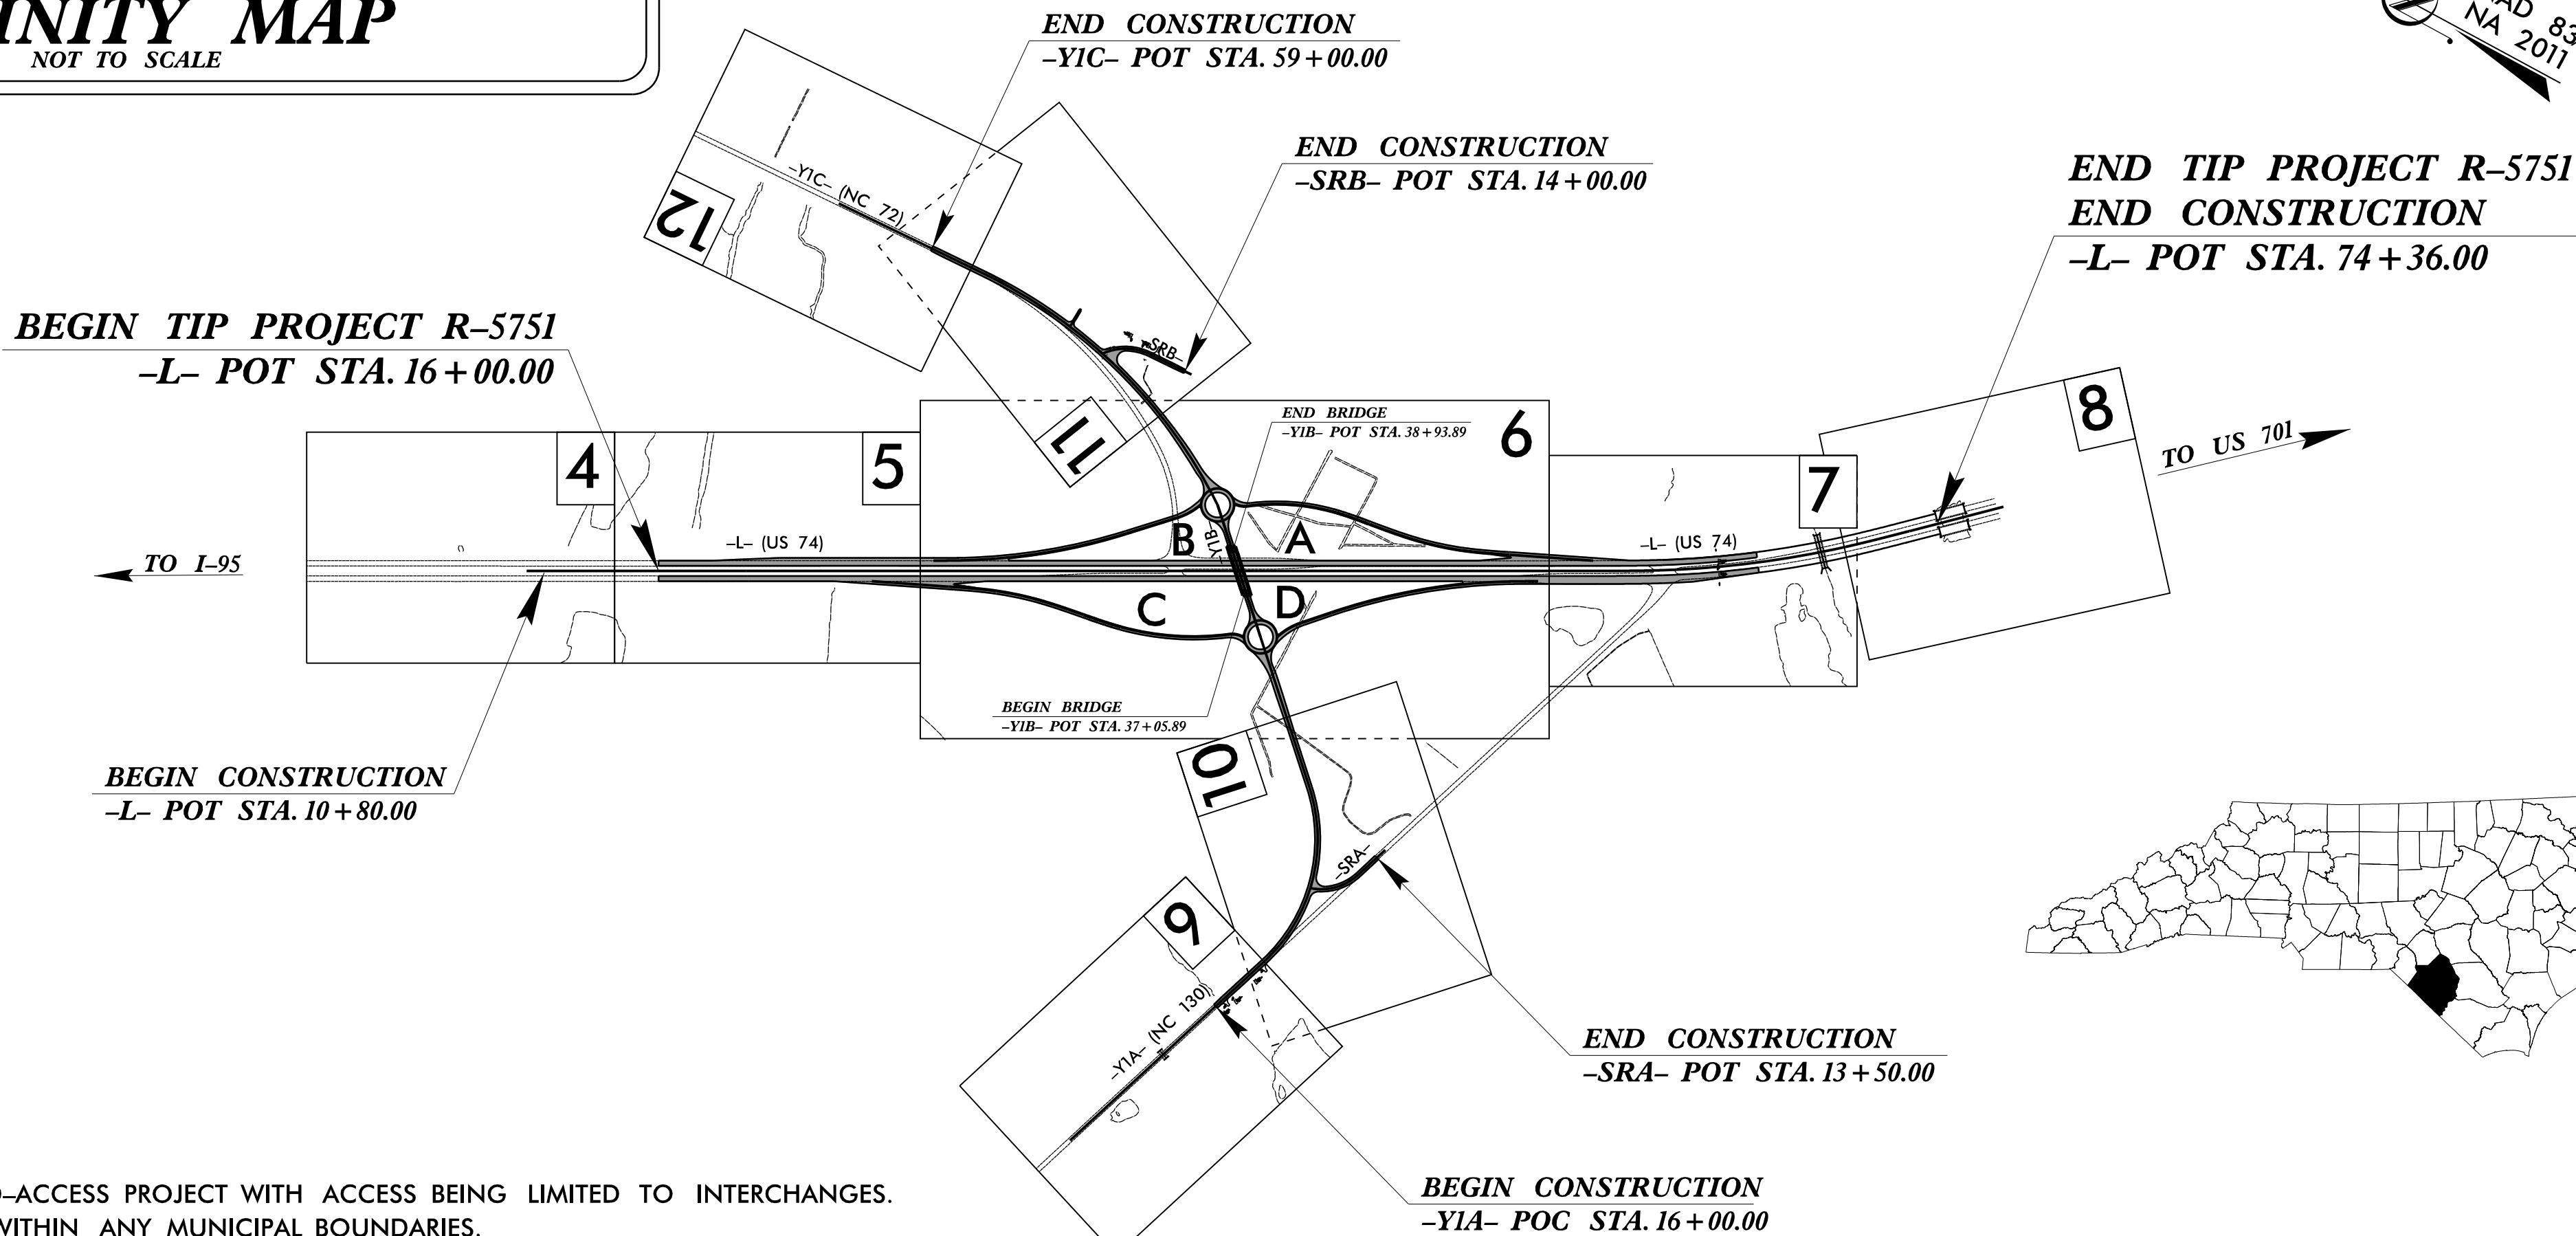 VICINITY MAP
NOT TO SCALE
END CONSTRUCTION
–Y1C– POT STA. 59+00.00
NAD 83
NA 2011
END CONSTRUCTION
–SRB– POT STA. 14+00.00
END TIP PROJECT R–5751
END CONSTRUCTION
–L– POT STA. 74+36.00
12
–Y1C– (NC 72)
BEGIN TIP PROJECT R–5751
–L– POT STA. 16+00.00
–SRB–
11
END BRIDGE
–Y1B– POT STA. 38+93.89
4
5
6
7
8
TO US 701
TO I–95
–L– (US 74)
B
–Y1B–
A
–L– (US 74)
C
D
BEGIN BRIDGE
–Y1B– POT STA. 37+05.89
BEGIN CONSTRUCTION
–L– POT STA. 10+80.00
10
–SRA–
9
–Y1A– (NC 130)
END CONSTRUCTION
–SRA– POT STA. 13+50.00
BEGIN CONSTRUCTION
–Y1A– POC STA. 16+00.00
–ACCESS PROJECT WITH ACCESS BEING LIMITED TO INTERCHANGES.
WITHIN ANY MUNICIPAL BOUNDARIES.